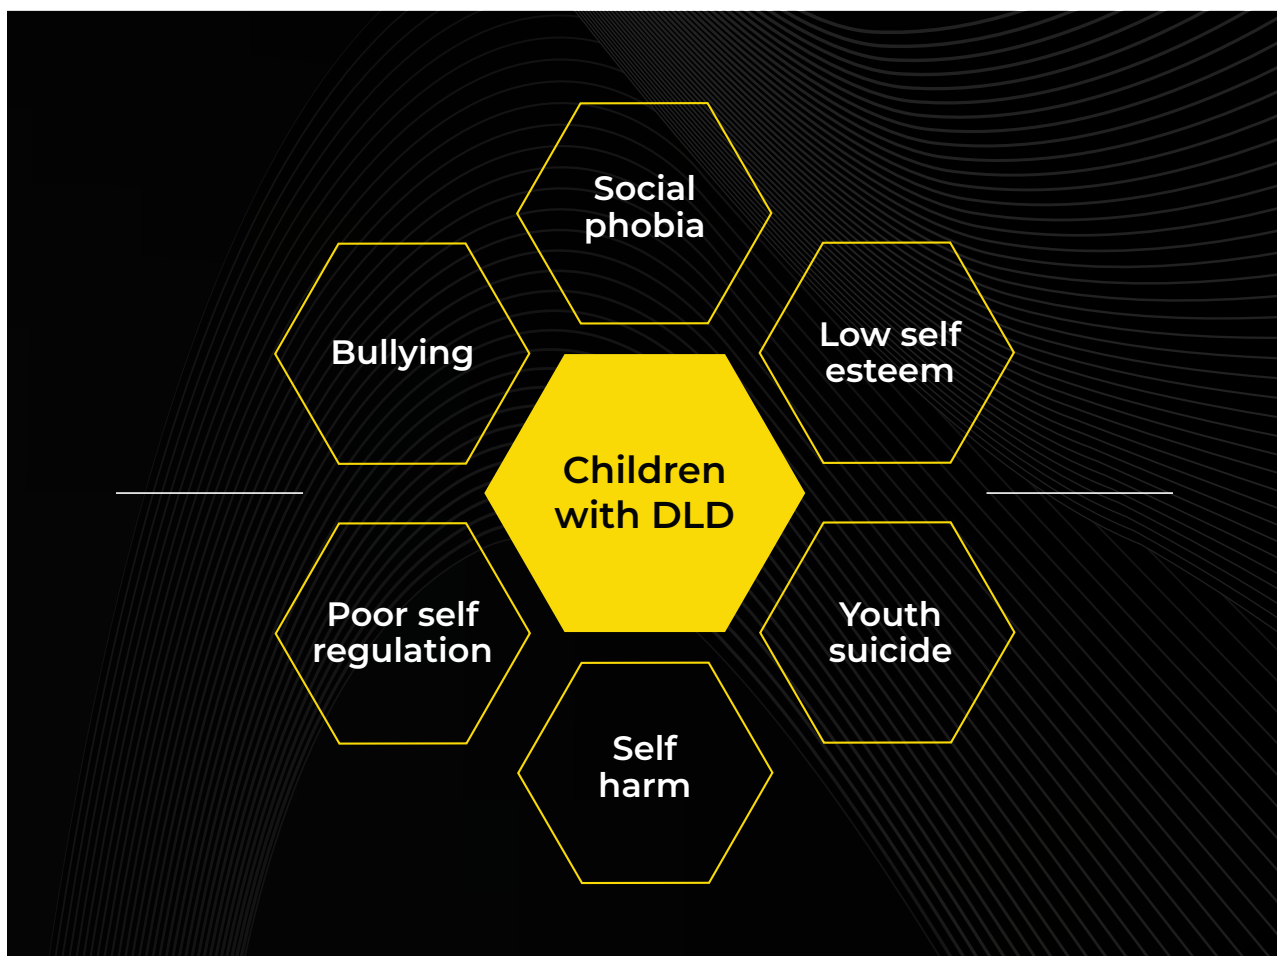 Social
phobia
Bullying
Low self
esteem
Children
with DLD
Poor self
regulation
Youth
suicide
Self
harm